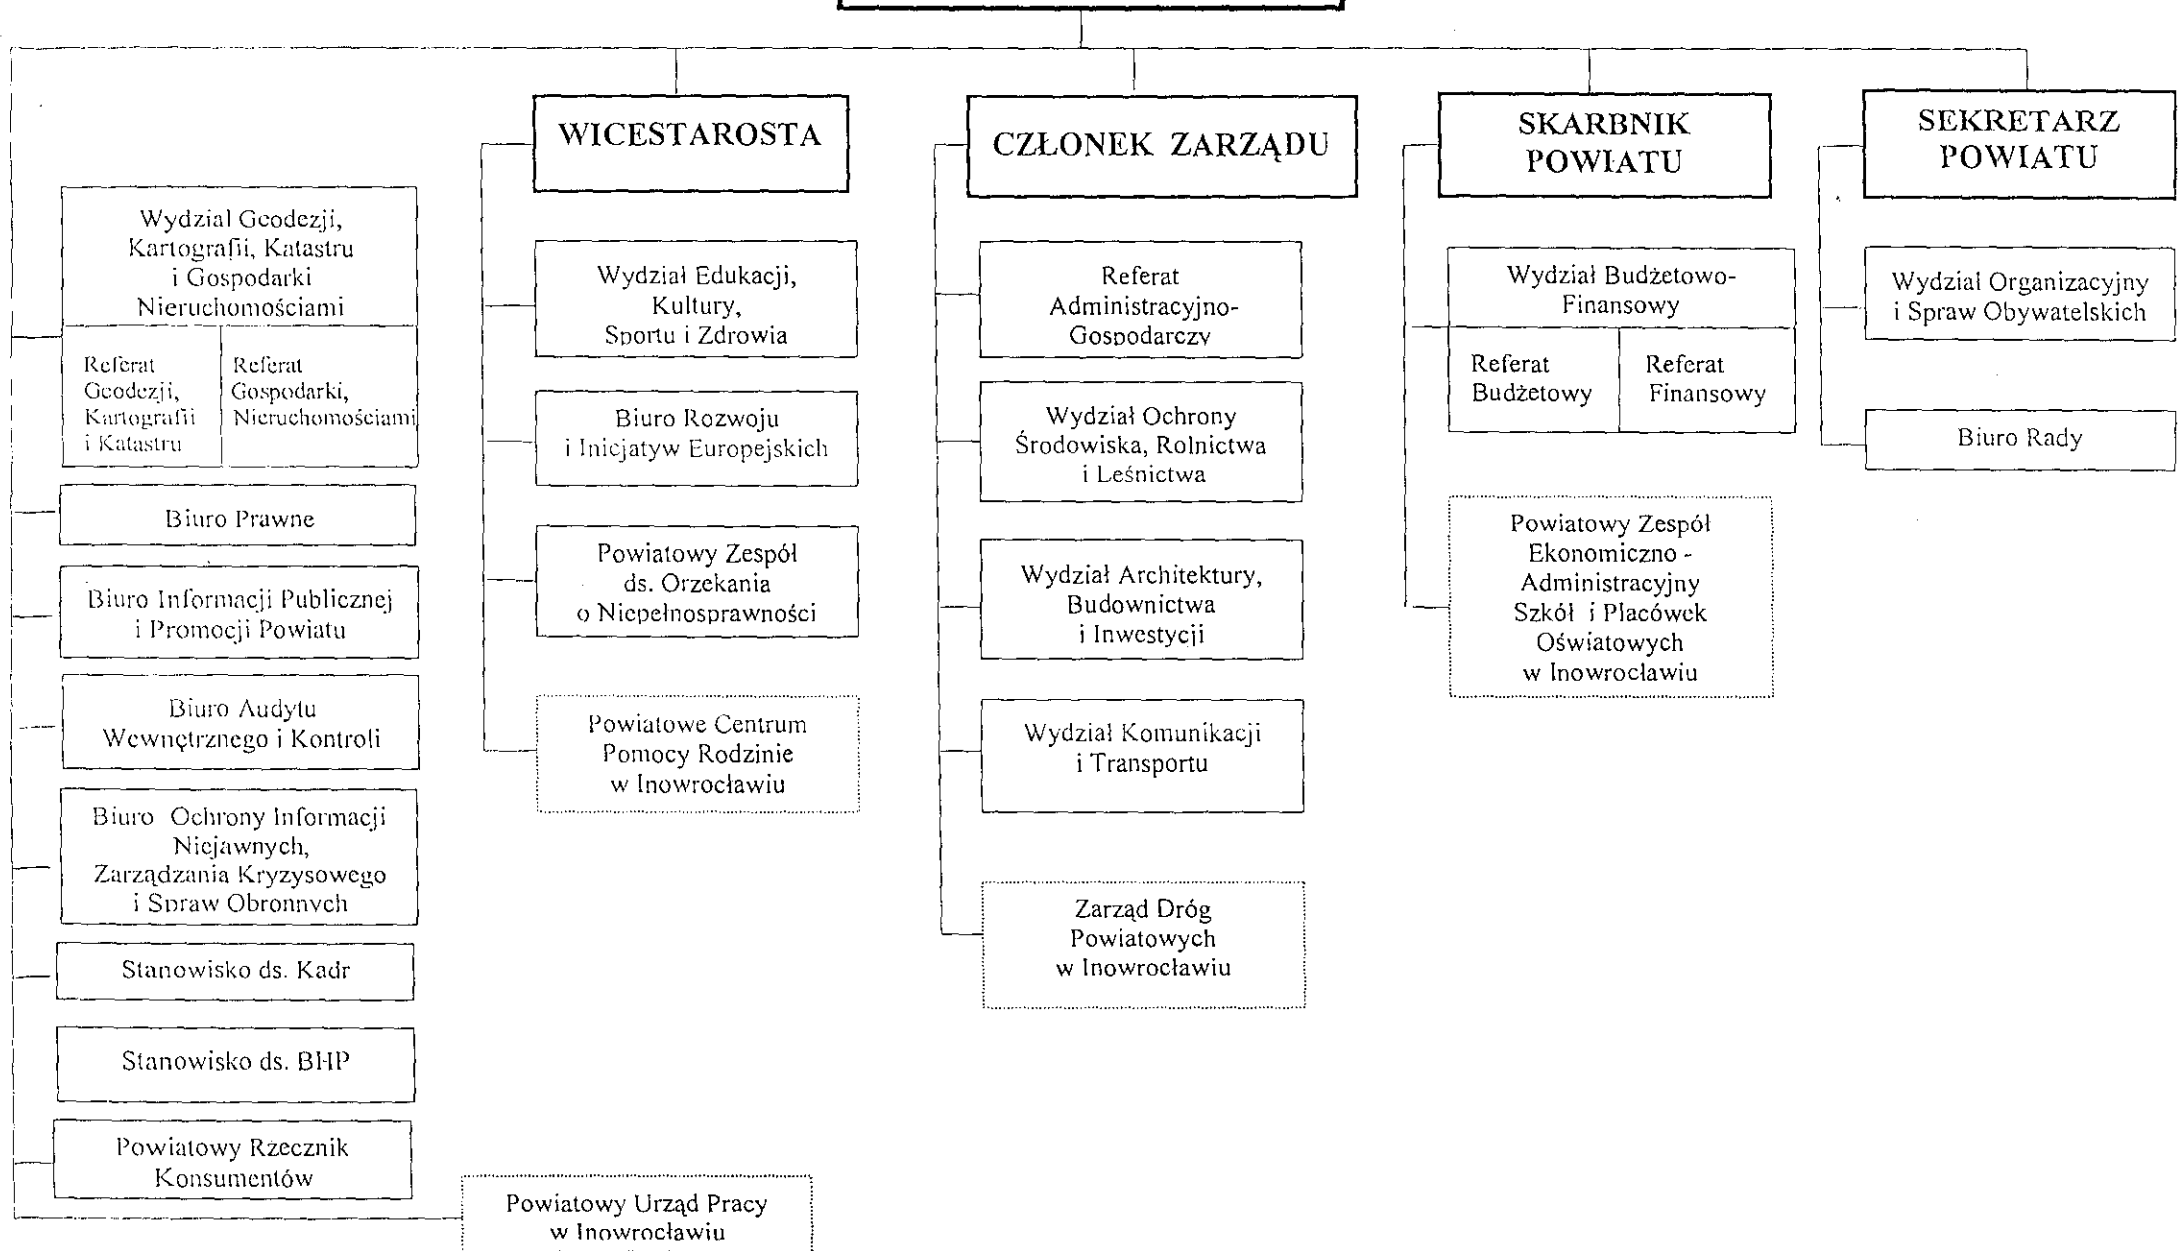 WICESTAROSTA
CZŁONEK ZARZĄDU
SKARBNIK
POWIATU
SEKRETARZ
POWIATU
Wydział Geodezji,
Kartografii, Katastru
i Gospodarki
Nieruchomościami
Referat
Geodezji,
Kartografii
i Katastru
Referat
Gospodarki,
Nieruchomościami
Biuro Prawne
Biuro Informacji Publicznej
i Promocji Powiatu
Biuro Audytu
Wewnętrznego i Kontroli
Biuro Ochrony Informacji
Niejawnych,
Zarządzania Kryzysowego
i Spraw Obronnych
Stanowisko ds. Kadr
Stanowisko ds. BHP
Powiatowy Rzecznik
Konsumentów
Powiatowy Urząd Pracy
w Inowrocławiu
Wydział Edukacji,
Kultury,
Sportu i Zdrowia
Biuro Rozwoju
i Inicjatyw Europejskich
Powiatowy Zespół
ds. Orzekania
o Niepełnosprawności
Powiatowe Centrum
Pomocy Rodzinie
w Inowrocławiu
Referat
Administracyjno-
Gospodarczy
Wydział Ochrony
Środowiska, Rolnictwa
i Leśnictwa
Wydział Architektury,
Budownictwa
i Inwestycji
Wydział Komunikacji
i Transportu
Zarząd Dróg
Powiatowych
w Inowrocławiu
Wydział Budżetowo-
Finansowy
Referat
Budżetowy
Referat
Finansowy
Powiatowy Zespół
Ekonomiczno -
Administracyjny
Szkół i Placówek
Oświatowych
w Inowrocławiu
Wydział Organizacyjny
i Spraw Obywatelskich
Biuro Rady